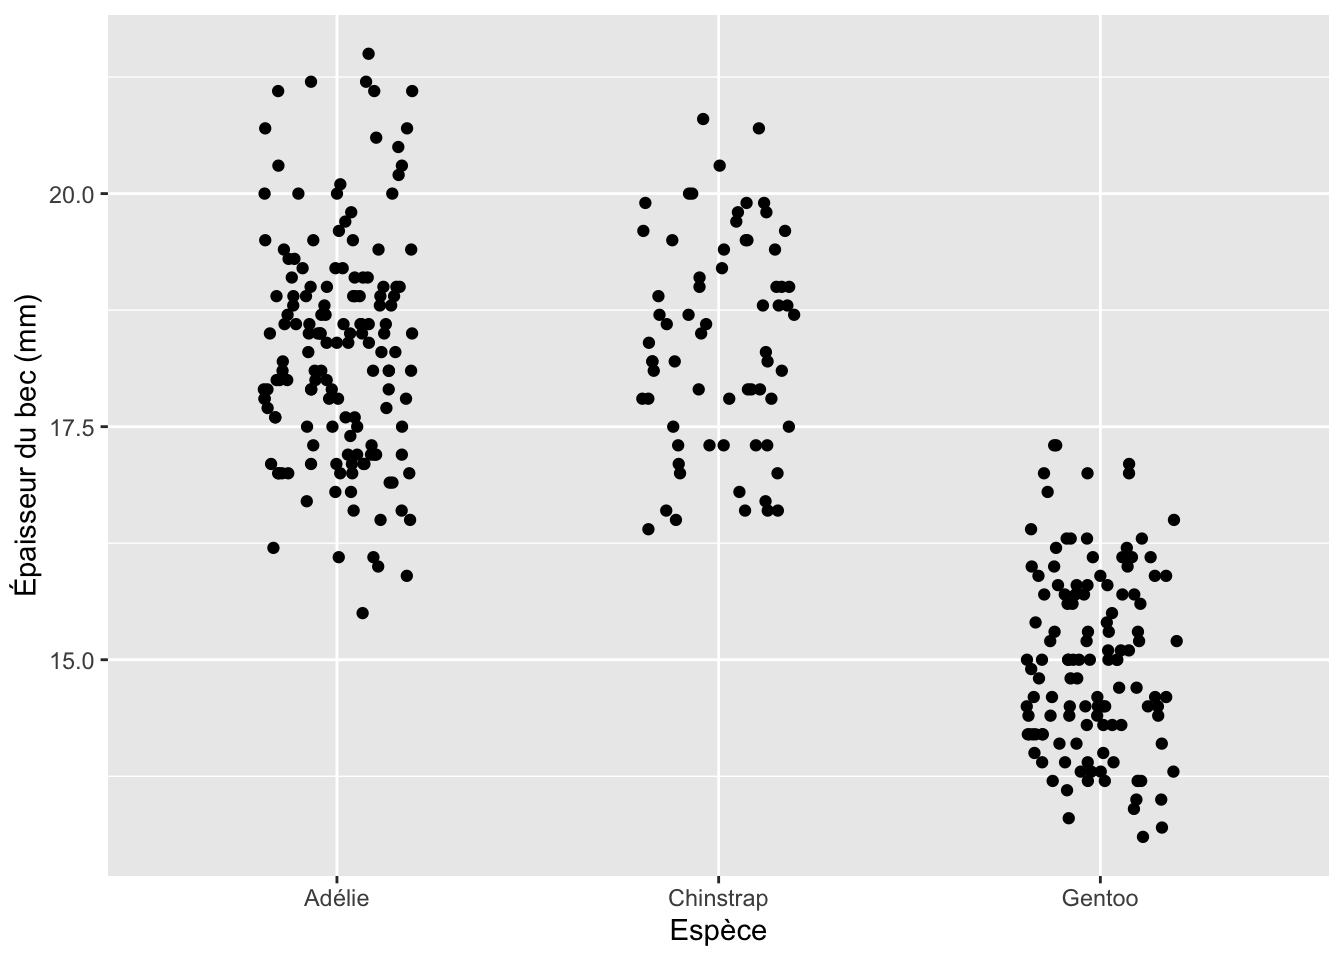 Épaisseur du bec (mm)
20.0
17.5
15.0
Adélie
Chinstrap
Gentoo
Espèce